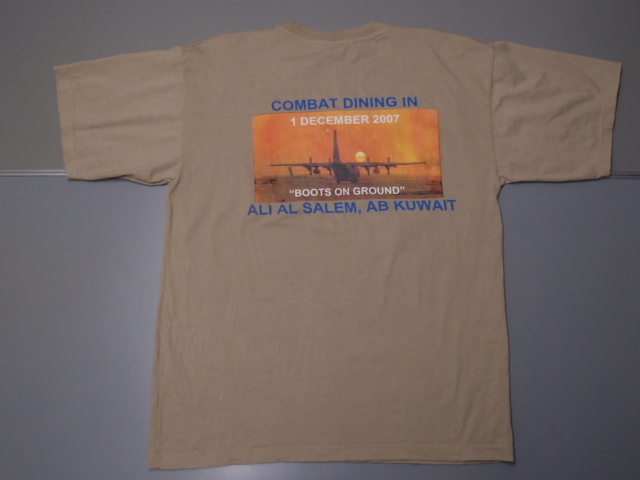 COMBAT DINING IN
1 DECEMBER 2007
"BOOTS ON GROUND"
ALI AL SALEM, AB KUWAIT